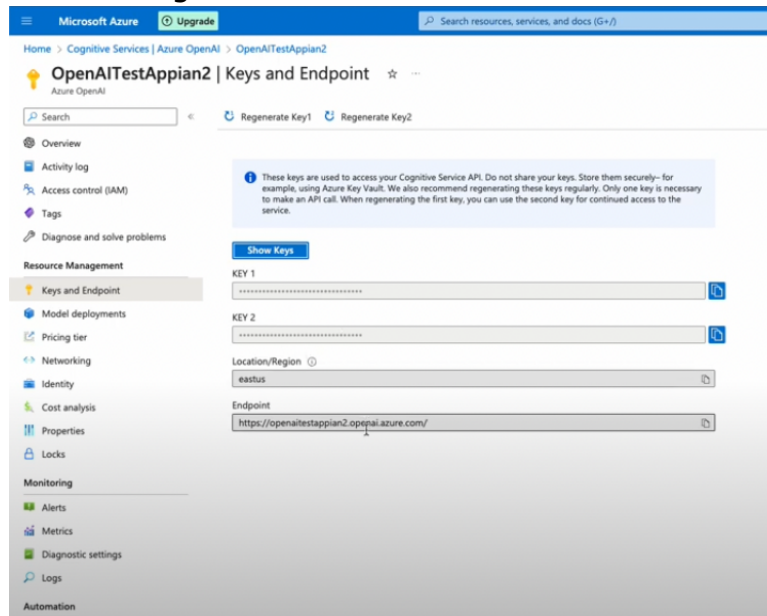 Microsoft Azure
Upgrade
Search resources, services, and docs (G+/)
Home > Cognitive Services | Azure OpenAI > OpenAITestAppian2
OpenAITestAppian2 | Keys and Endpoint
Azure OpenAI
Search
Regenerate Key1 Regenerate Key2
Overview
Activity log
Access control (IAM)
Tags
Diagnose and solve problems
Resource Management
Keys and Endpoint
Model deployments
Pricing tier
Networking
Identity
Cost analysis
Properties
Locks
Monitoring
Alerts
Metrics
Diagnostic settings
Logs
Automation
These keys are used to access your Cognitive Service API. Do not share your keys. Store them securely– for
example, using Azure Key Vault. We also recommend regenerating these keys regularly. Only one key is necessary
to make an API call. When regenerating the first key, you can use the second key for continued access to the
service.
Show Keys
KEY 1
KEY 2
Location/Region
eastus
Endpoint
https://openaitestappian2.openai.azure.com/